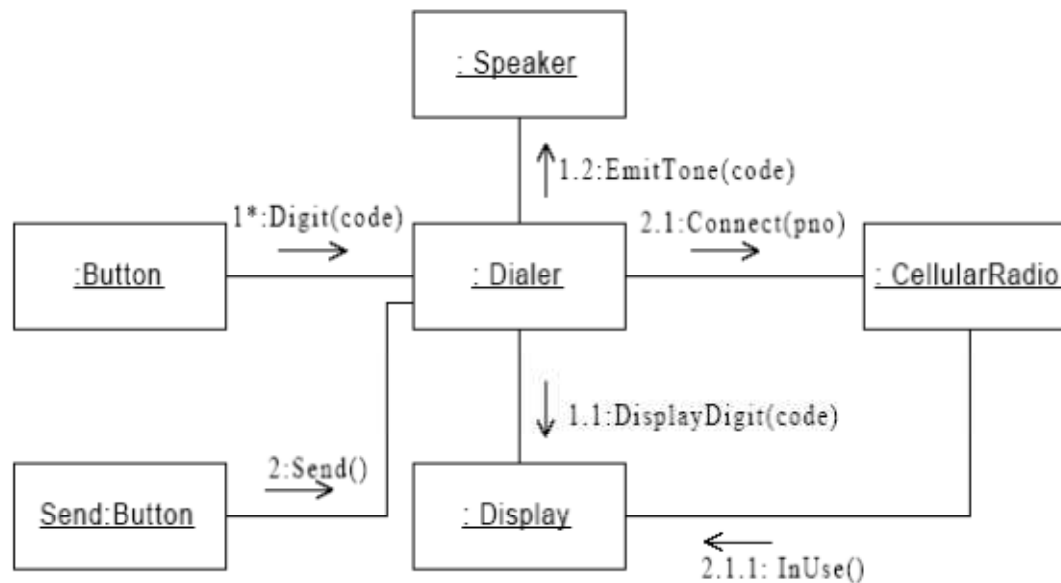 : Speaker
1.2:EmitTone(code)
1*:Digit(code)
2.1:Connect(pno)
:Button
: Dialer
: CellularRadio
1.1:DisplayDigit(code)
2:Send()
Send:Button
: Display
2.1.1: InUse()